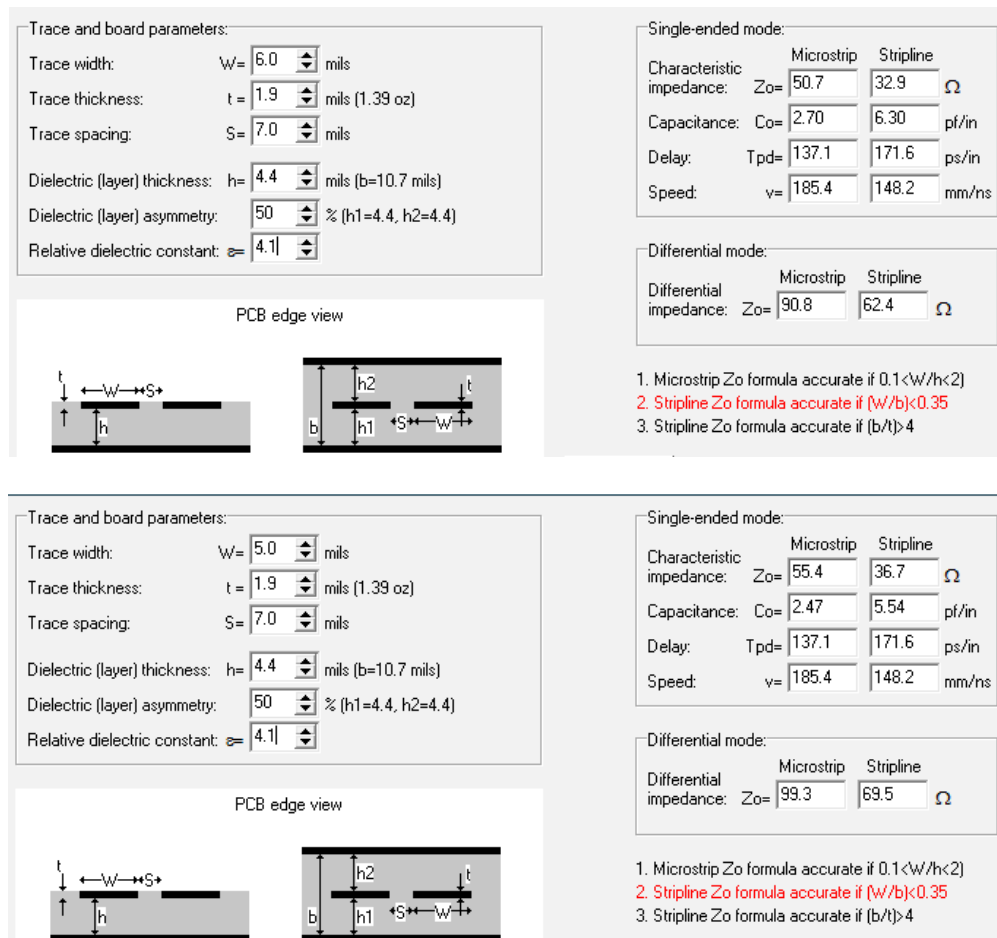 Trace and board parameters:
Trace width: W= 6.0 mils
Trace thickness: t = 1.9 mils (1.39 oz)
Trace spacing: S= 7.0 mils
Dielectric (layer) thickness: h= 4.4 mils (b=10.7 mils)
Dielectric (layer) asymmetry: 50 % (h1=4.4, h2=4.4)
Relative dielectric constant: ε= 4.1
PCB edge view
t W S h
b h2 h1 S W t
Single-ended mode:
Microstrip Stripline
Characteristic
impedance: Zo= 50.7 32.9 Ω
Capacitance: Co= 2.70 6.30 pf/in
Delay: Tpd= 137.1 171.6 ps/in
Speed: v= 185.4 148.2 mm/ns
Differential mode:
Microstrip Stripline
Differential
impedance: Zo= 90.8 62.4 Ω
1. Microstrip Zo formula accurate if 0.1<W/h<2)
2. Stripline Zo formula accurate if (W/b)<0.35
3. Stripline Zo formula accurate if (b/t)>4
Trace and board parameters:
Trace width: W= 5.0 mils
Trace thickness: t = 1.9 mils (1.39 oz)
Trace spacing: S= 7.0 mils
Dielectric (layer) thickness: h= 4.4 mils (b=10.7 mils)
Dielectric (layer) asymmetry: 50 % (h1=4.4, h2=4.4)
Relative dielectric constant: ε= 4.1
PCB edge view
t W S h
b h2 h1 S W t
Single-ended mode:
Microstrip Stripline
Characteristic
impedance: Zo= 55.4 36.7 Ω
Capacitance: Co= 2.47 5.54 pf/in
Delay: Tpd= 137.1 171.6 ps/in
Speed: v= 185.4 148.2 mm/ns
Differential mode:
Microstrip Stripline
Differential
impedance: Zo= 99.3 69.5 Ω
1. Microstrip Zo formula accurate if 0.1<W/h<2)
2. Stripline Zo formula accurate if (W/b)<0.35
3. Stripline Zo formula accurate if (b/t)>4